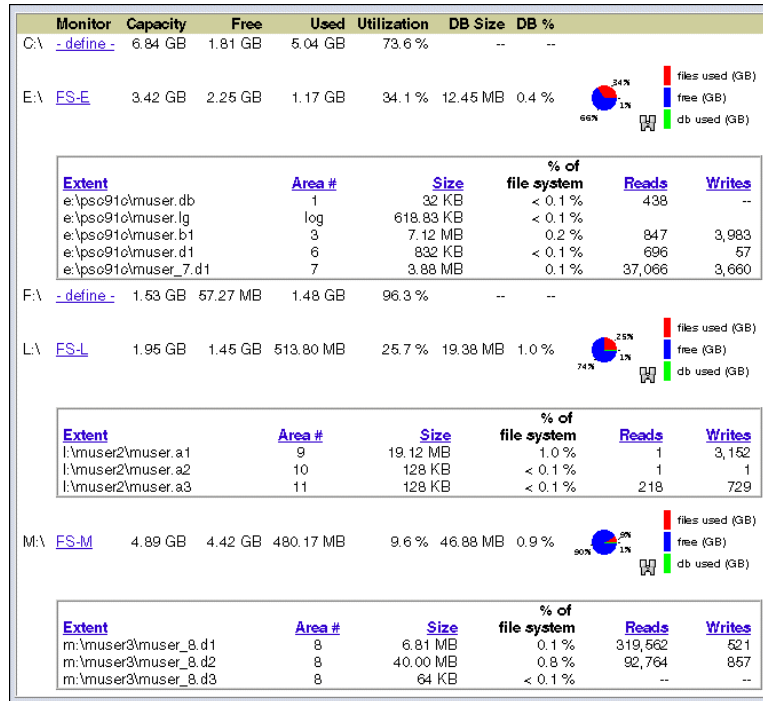 Monitor Capacity Free Used Utilization DB Size DB %
C:\ - define - 6.84 GB 1.81 GB 5.04 GB 73.6 % -- --
files used (GB)
34%
E:\ FS-E 3.42 GB 2.25 GB 1.17 GB 34.1 % 12.45 MB 0.4 % 1% free (GB)
66% db used (GB)
% of
Extent Area # Size file system Reads Writes
e:\psc91c\muser.db 1 32 KB < 0.1 % 438 --
e:\psc91c\muser.lg log 618.83 KB < 0.1 %
e:\psc91c\muser.b1 3 7.12 MB 0.2 % 847 3,983
e:\psc91c\muser.d1 6 832 KB < 0.1 % 696 57
e:\psc91c\muser_7.d1 7 3.88 MB 0.1 % 37,066 3,660
F:\ - define - 1.53 GB 57.27 MB 1.48 GB 96.3 % -- --
files used (GB)
25%
L:\ FS-L 1.95 GB 1.45 GB 513.80 MB 25.7 % 19.38 MB 1.0 % 1% free (GB)
74% db used (GB)
% of
Extent Area # Size file system Reads Writes
l:\muser2\muser.a1 9 19.12 MB 1.0 % 1 3,152
l:\muser2\muser.a2 10 128 KB < 0.1 % 1 1
l:\muser2\muser.a3 11 128 KB < 0.1 % 218 729
files used (GB)
9%
M:\ FS-M 4.89 GB 4.42 GB 480.17 MB 9.6 % 46.88 MB 0.9 % 90% 1% free (GB)
db used (GB)
% of
Extent Area # Size file system Reads Writes
m:\muser3\muser_8.d1 8 6.81 MB 0.1 % 319,562 521
m:\muser3\muser_8.d2 8 40.00 MB 0.8 % 92,764 857
m:\muser3\muser_8.d3 8 64 KB < 0.1 % -- --